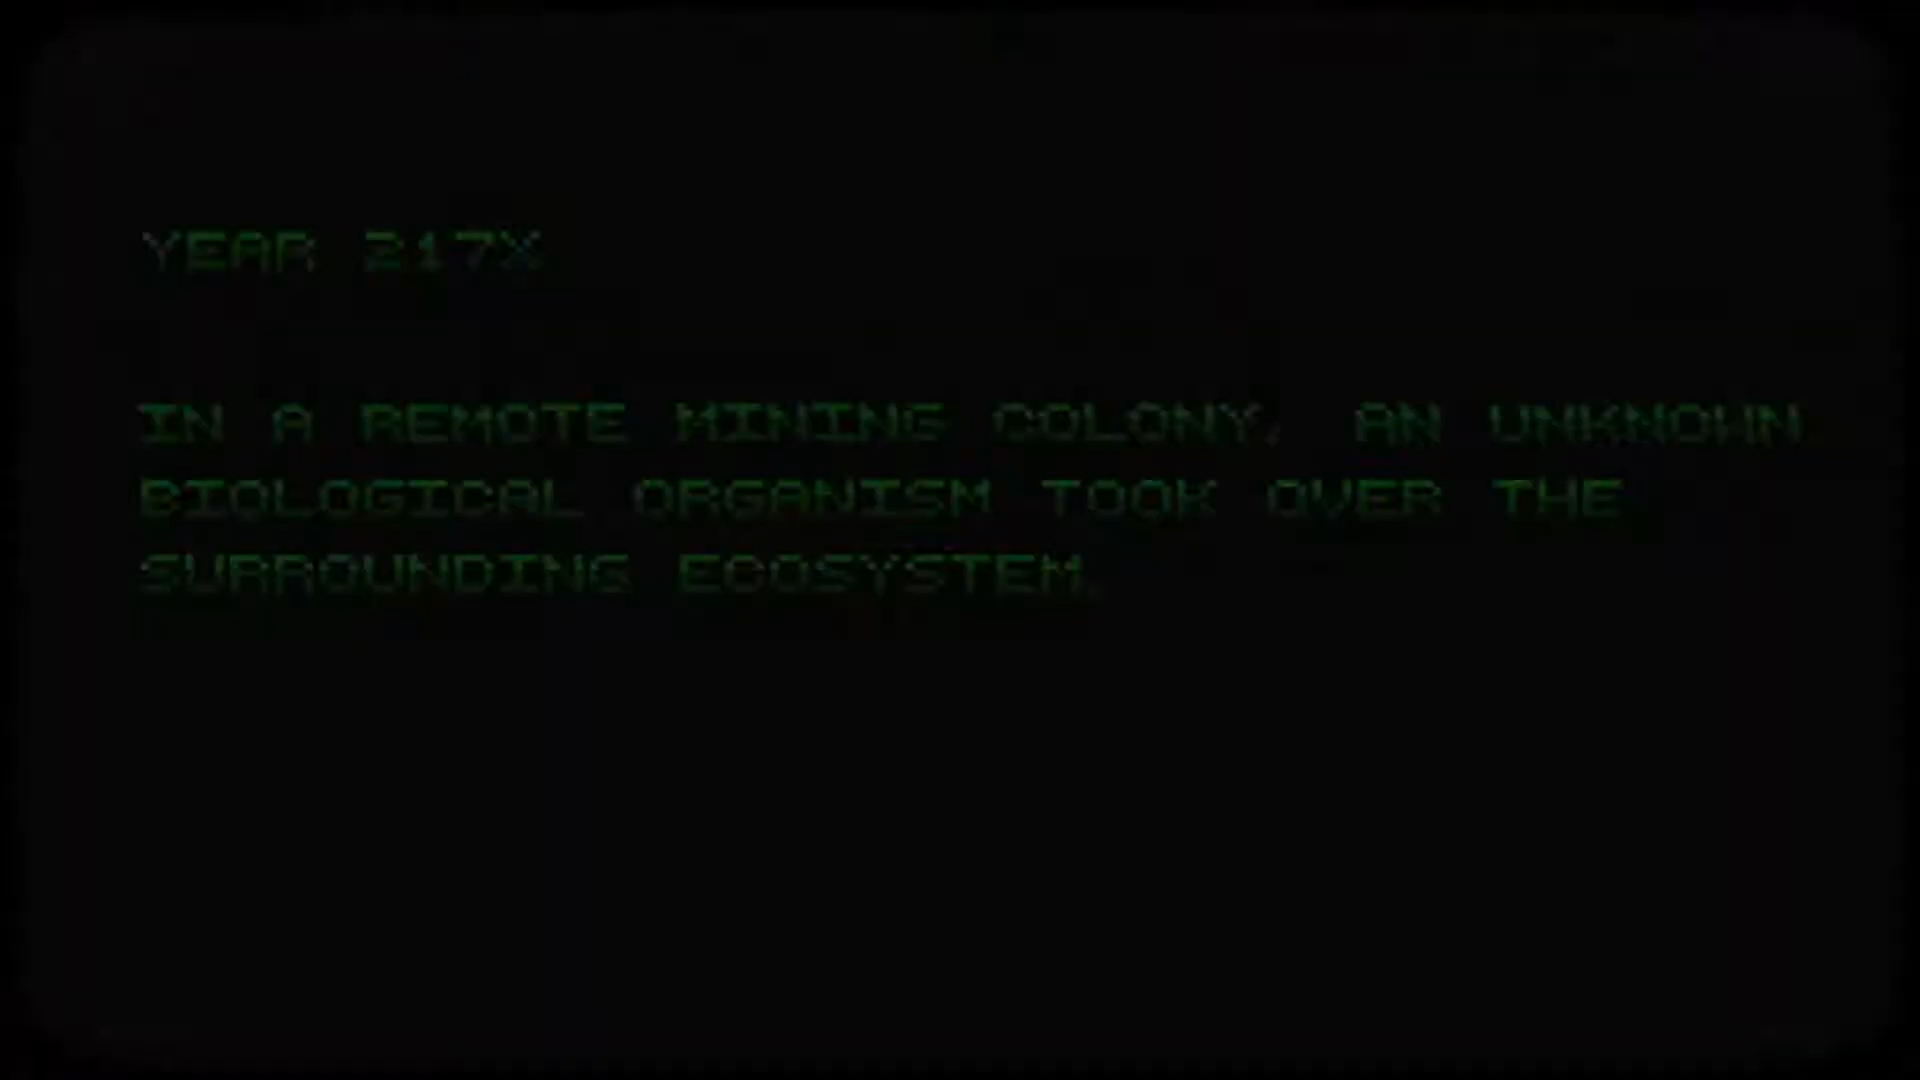 YEAR 217X
IN A REMOTE MINING COLONY, AN UNKNOWN
BIOLOGICAL ORGANISM TOOK OVER THE
SURROUNDING ECOSYSTEM.